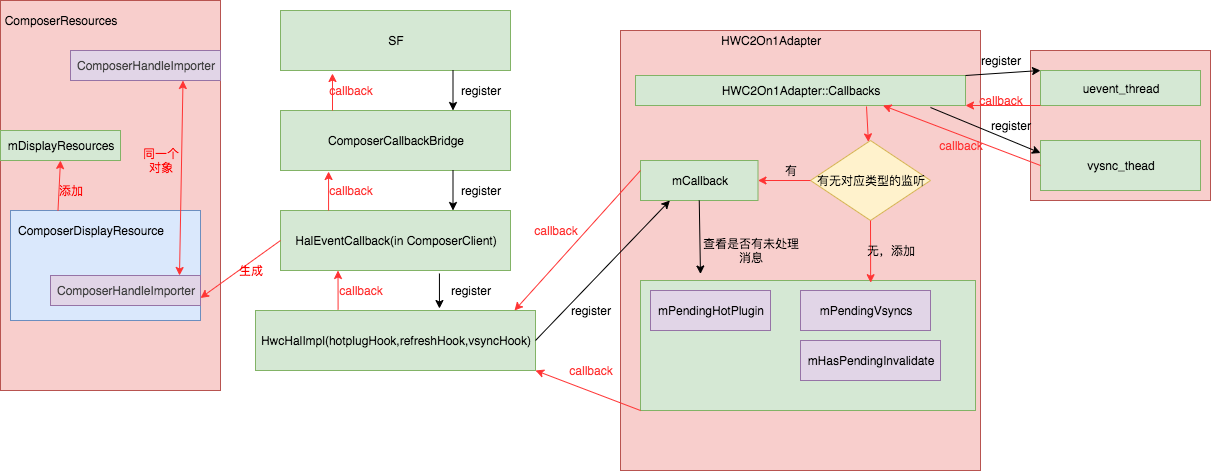 ComposerResources
ComposerHandleImporter
mDisplayResources
同一个
对象
添加
ComposerDisplayResource
ComposerHandleImporter
生成
SF
callback
register
ComposerCallbackBridge
callback
register
HalEventCallback(in ComposerClient)
callback
register
HwcHalImpl(hotplugHook,refreshHook,vsyncHook)
callback
register
callback
HWC2On1Adapter
HWC2On1Adapter::Callbacks
有无对应类型的监听
有
mCallback
查看是否有未处理
消息
无，添加
mPendingHotPlugin
mPendingVsyncs
mHasPendingInvalidate
register
callback
register
callback
uevent_thread
vysnc_thead